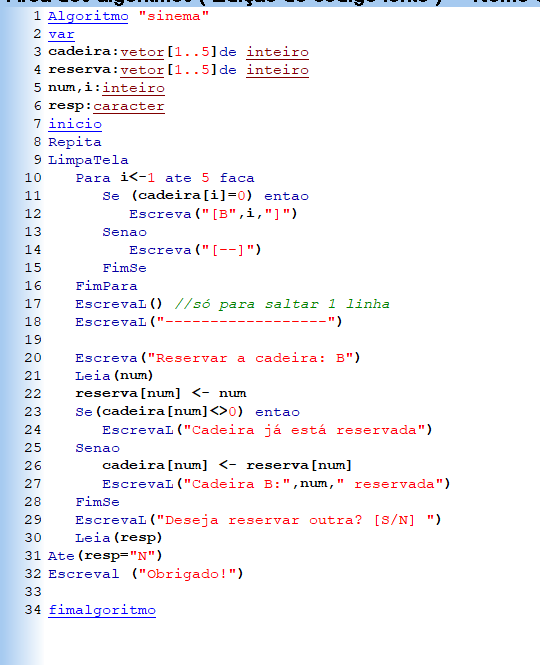 1 Algoritmo "sinema"
2 var
3 cadeira:vetor[1..5]de inteiro
4 reserva:vetor[1..5]de inteiro
5 num,i:inteiro
6 resp:caracter
7 inicio
8 Repita
9 LimpaTela
10 Para i<-1 ate 5 faca
11 Se (cadeira[i]=0) entao
12 Escreva("[B",i,"]")
13 Senao
14 Escreva("[--]")
15 FimSe
16 FimPara
17 EscrevaL() //só para saltar 1 linha
18 EscrevaL("------------------")
19
20 Escreva("Reservar a cadeira: B")
21 Leia(num)
22 reserva[num] <- num
23 Se(cadeira[num]<>0) entao
24 EscrevaL("Cadeira já está reservada")
25 Senao
26 cadeira[num] <- reserva[num]
27 EscrevaL("Cadeira B:",num," reservada")
28 FimSe
29 EscrevaL("Deseja reservar outra? [S/N] ")
30 Leia(resp)
31 Ate(resp="N")
32 Escreval ("Obrigado!")
33
34 fimalgoritmo